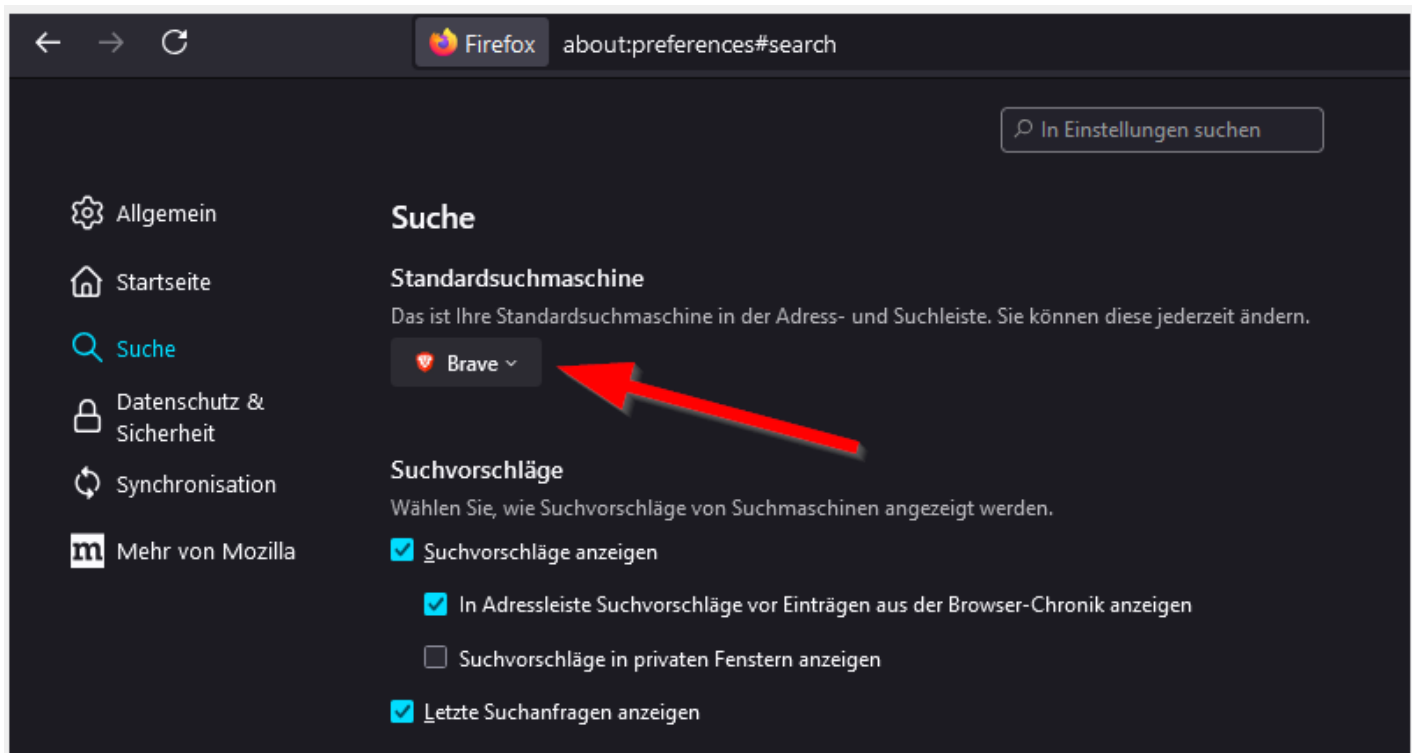 Firefox about:preferences#search
In Einstellungen suchen
Allgemein
Startseite
Suche
Datenschutz &
Sicherheit
Synchronisation
m Mehr von Mozilla
Suche
Standardsuchmaschine
Das ist Ihre Standardsuchmaschine in der Adress- und Suchleiste. Sie können diese jederzeit ändern.
Brave
Suchvorschläge
Wählen Sie, wie Suchvorschläge von Suchmaschinen angezeigt werden.
Suchvorschläge anzeigen
In Adressleiste Suchvorschläge vor Einträgen aus der Browser-Chronik anzeigen
Suchvorschläge in privaten Fenstern anzeigen
Letzte Suchanfragen anzeigen